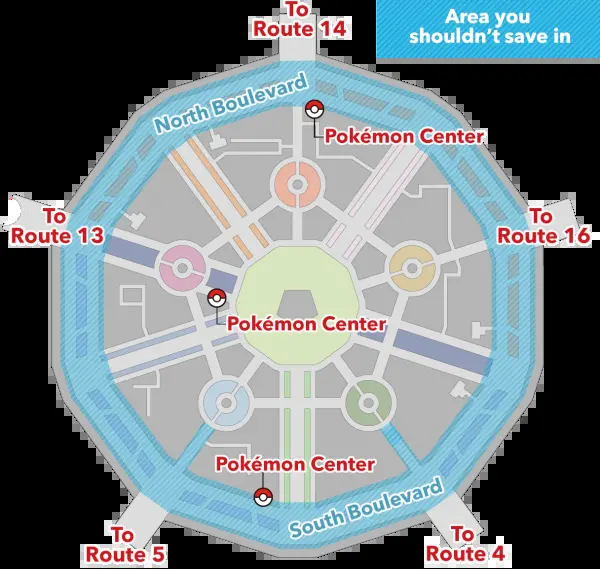 To
Route 14
Area you
shouldn't save in
North Boulevard
Pokémon Center
To
Route 13
To
Route 16
Pokémon Center
Pokémon Center
South Boulevard
To
Route 5
To
Route 4